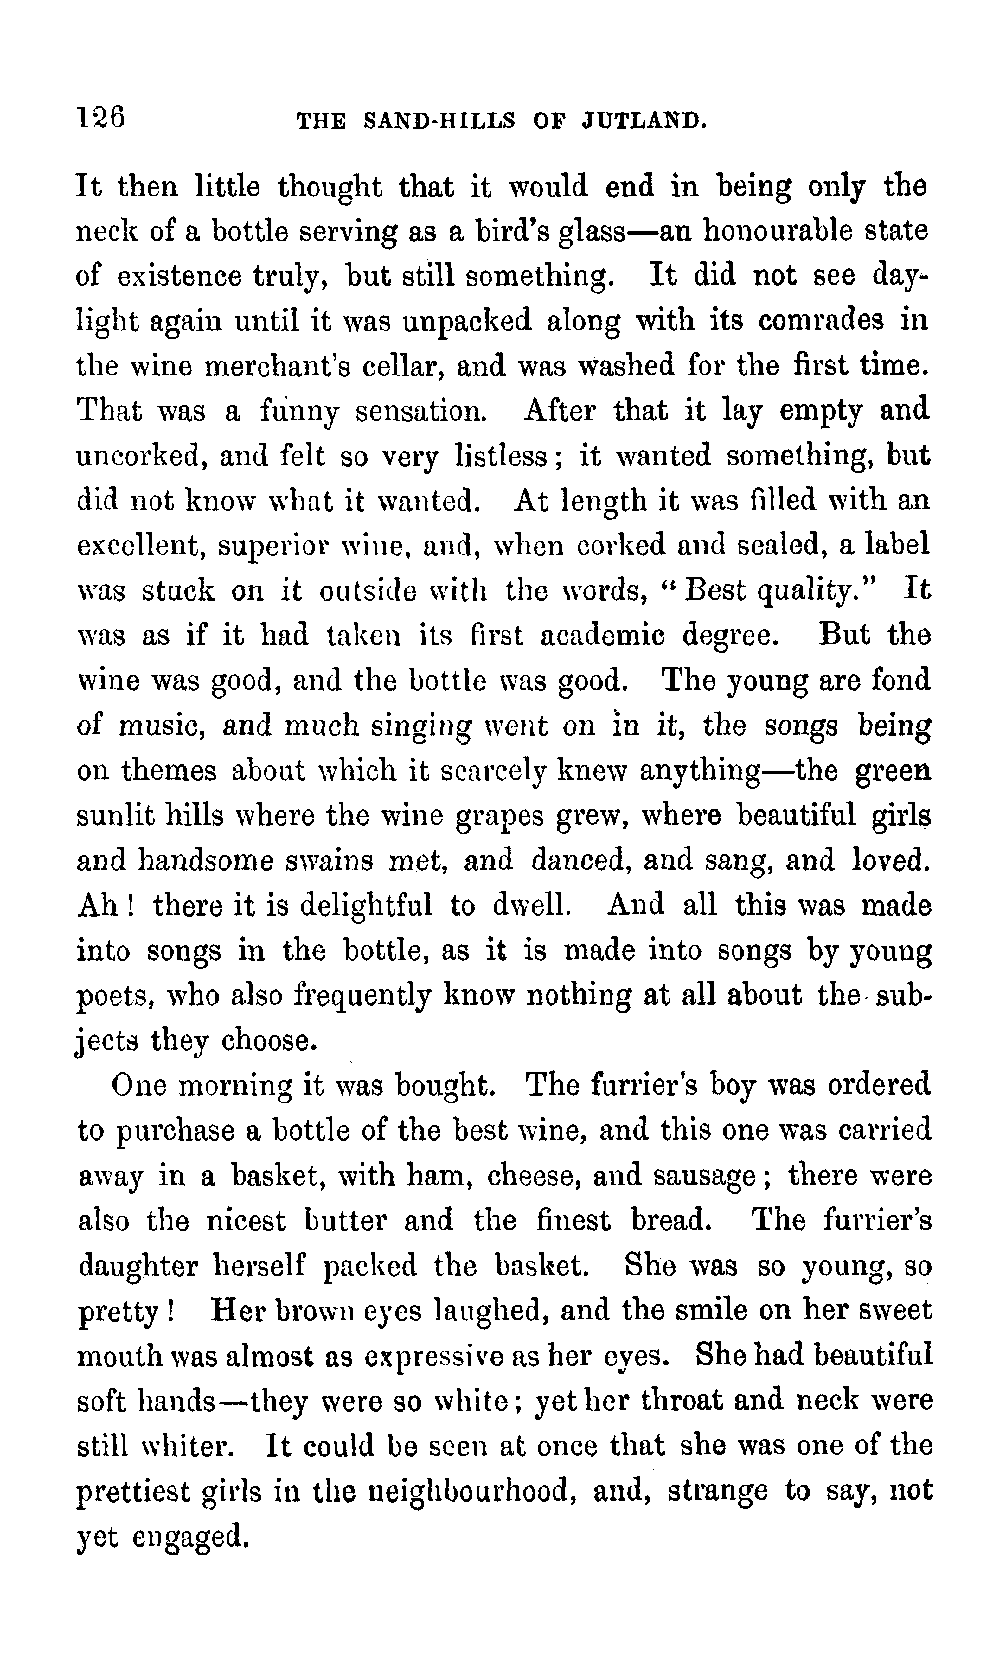 126 THE SAND-HILLS OF JUTLAND.
It then little thought that it would end in being only the
neck of a bottle serving as a bird's glass—an honourable state
of existence truly, but still something. It did not see day-
light again until it was unpacked along with its comrades in
the wine merchant's cellar, and was washed for the first time.
That was a funny sensation. After that it lay empty and
uncorked, and felt so very listless; it wanted something, but
did not know what it wanted. At length it was filled with an
excellent, superior wine, and, when corked and sealed, a label
was stuck on it outside with the words, "Best quality." It
was as if it had taken its first academic degree. But the
wine was good, and the bottle was good. The young are fond
of music, and much singing went on in it, the songs being
on themes about which it scarcely knew anything—the green
sunlit hills where the wine grapes grew, where beautiful girls
and handsome swains met, and danced, and sang, and loved.
Ah! there it is delightful to dwell. And all this was made
into songs in the bottle, as it is made into songs by young
poets, who also frequently know nothing at all about the sub-
jects they choose.
One morning it was bought. The furrier's boy was ordered
to purchase a bottle of the best wine, and this one was carried
away in a basket, with ham, cheese, and sausage; there were
also the nicest butter and the finest bread. The furrier's
daughter herself packed the basket. She was so young, so
pretty! Her brown eyes laughed, and the smile on her sweet
mouth was almost as expressive as her eyes. She had beautiful
soft hands—they were so white; yet her throat and neck were
still whiter. It could be seen at once that she was one of the
prettiest girls in the neighbourhood, and, strange to say, not
yet engaged.